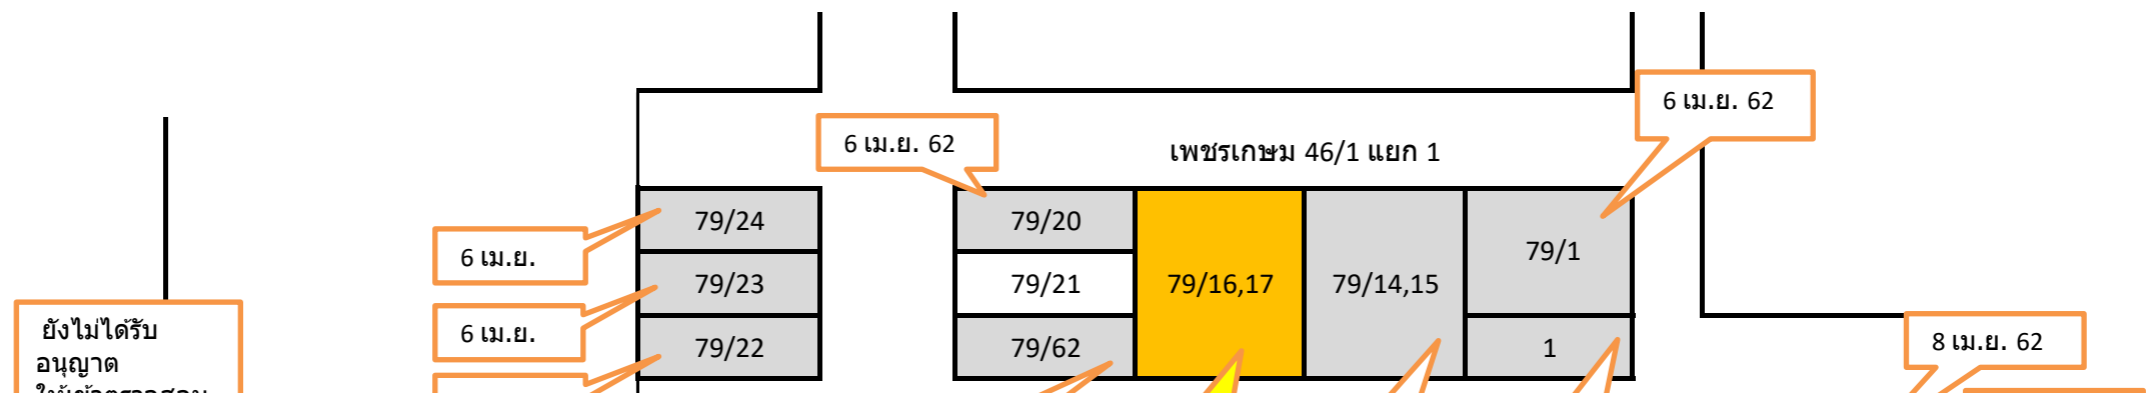 6 เม.ย. 62
6 เม.ย. 62
เพชรเกษม 46/1 แยก 1
79/24
79/20
6 เม.ย.
79/1
79/23
79/21
79/16,17
79/14,15
ยังไม่ได้รับ
อนุญาต
6 เม.ย.
79/22
79/62
1
8 เม.ย. 62